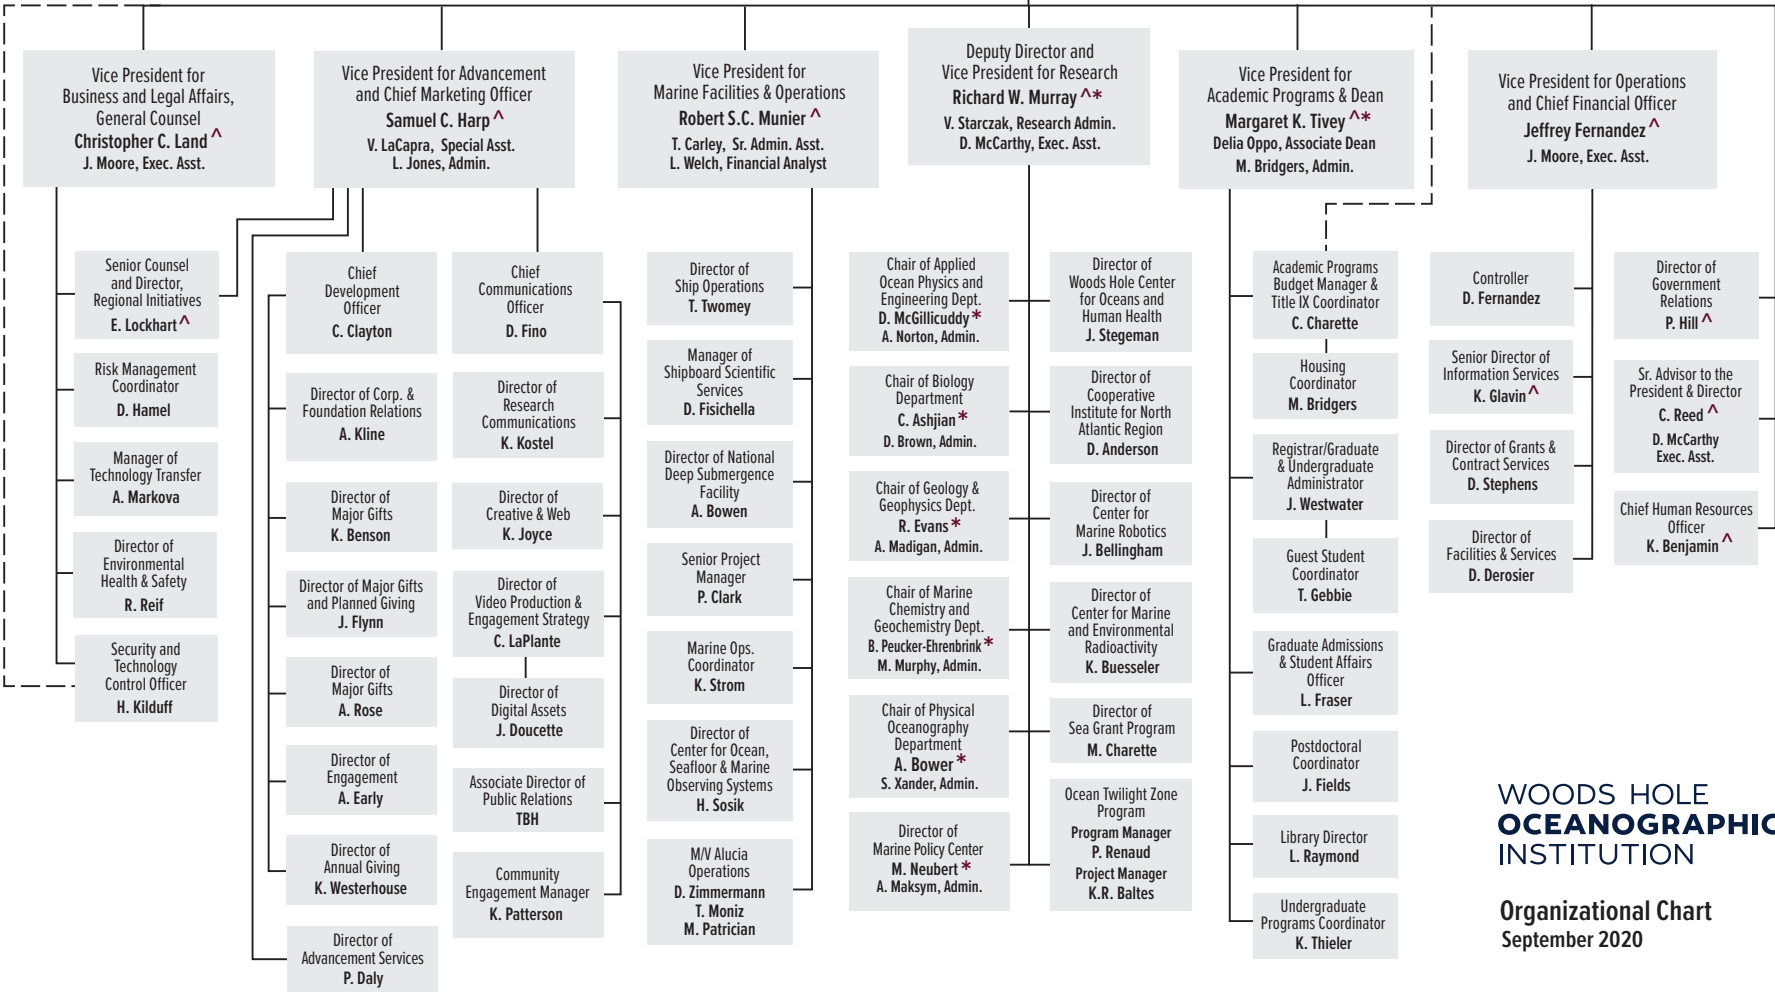 Vice President for
Business and Legal Affairs,
General Counsel
Christopher C. Land ^
J. Moore, Exec. Asst.
Vice President for Advancement
and Chief Marketing Officer
Samuel C. Harp ^
V. LaCapra, Special Asst.
L. Jones, Admin.
Vice President for
Marine Facilities & Operations
Robert S.C. Munier ^
T. Carley, Sr. Admin. Asst.
L. Welch, Financial Analyst
Deputy Director and
Vice President for Research
Richard W. Murray ^*
V. Starczak, Research Admin.
D. McCarthy, Exec. Asst.
Vice President for
Academic Programs & Dean
Margaret K. Tivey ^*
Delia Oppo, Associate Dean
M. Bridgers, Admin.
Vice President for Operations
and Chief Financial Officer
Jeffrey Fernandez ^
J. Moore, Exec. Asst.
Senior Counsel
and Director,
Regional Initiatives
E. Lockhart ^
Risk Management
Coordinator
D. Hamel
Manager of
Technology Transfer
A. Markova
Director of
Environmental
Health & Safety
R. Reif
Security and
Technology
Control Officer
H. Kilduff
Chief
Development
Officer
C. Clayton
Director of Corp. &
Foundation Relations
A. Kline
Director of
Major Gifts
K. Benson
Director of Major Gifts
and Planned Giving
J. Flynn
Director of
Major Gifts
A. Rose
Director of
Engagement
A. Early
Director of
Annual Giving
K. Westerhouse
Director of
Advancement Services
P. Daly
Chief
Communications
Officer
D. Fino
Director of
Research
Communications
K. Kostel
Director of
Creative & Web
K. Joyce
Director of
Video Production &
Engagement Strategy
C. LaPlante
Director of
Digital Assets
J. Doucette
Associate Director of
Public Relations
TBH
Community
Engagement Manager
K. Patterson
Director of
Ship Operations
T. Twomey
Manager of
Shipboard Scientific
Services
D. Fisichella
Director of National
Deep Submergence
Facility
A. Bowen
Senior Project
Manager
P. Clark
Marine Ops.
Coordinator
K. Strom
Director of
Center for Ocean,
Seafloor & Marine
Observing Systems
H. Sosik
M/V Alucia
Operations
D. Zimmermann
T. Moniz
M. Patrician
Chair of Applied
Ocean Physics and
Engineering Dept.
D. McGillicuddy *
A. Norton, Admin.
Chair of Biology
Department
C. Ashjian *
D. Brown, Admin.
Chair of Geology &
Geophysics Dept.
R. Evans *
A. Madigan, Admin.
Chair of Marine
Chemistry and
Geochemistry Dept.
B. Peucker-Ehrenbrink *
M. Murphy, Admin.
Chair of Physical
Oceanography
Department
A. Bower *
S. Xander, Admin.
Director of
Marine Policy Center
M. Neubert *
A. Maksym, Admin.
Director of
Woods Hole Center
for Oceans and
Human Health
J. Stegeman
Director of
Cooperative
Institute for North
Atlantic Region
D. Anderson
Director of
Center for
Marine Robotics
J. Bellingham
Director of
Center for Marine
and Environmental
Radioactivity
K. Buesseler
Director of
Sea Grant Program
M. Charette
Ocean Twilight Zone
Program
Program Manager
P. Renaud
Project Manager
K.R. Baltes
Academic Programs
Budget Manager &
Title IX Coordinator
C. Charette
Housing
Coordinator
M. Bridgers
Registrar/Graduate
& Undergraduate
Administrator
J. Westwater
Guest Student
Coordinator
T. Gebbie
Graduate Admissions
& Student Affairs
Officer
L. Fraser
Postdoctoral
Coordinator
J. Fields
Library Director
L. Raymond
Undergraduate
Programs Coordinator
K. Thieler
Controller
D. Fernandez
Senior Director of
Information Services
K. Glavin ^
Director of Grants &
Contract Services
D. Stephens
Director of
Facilities & Services
D. Derosier
Director of
Government
Relations
P. Hill ^
Sr. Advisor to the
President & Director
C. Reed ^
D. McCarthy
Exec. Asst.
Chief Human Resources
Officer
K. Benjamin ^
WOODS HOLE
OCEANOGRAPHIC
INSTITUTION
Organizational Chart
September 2020